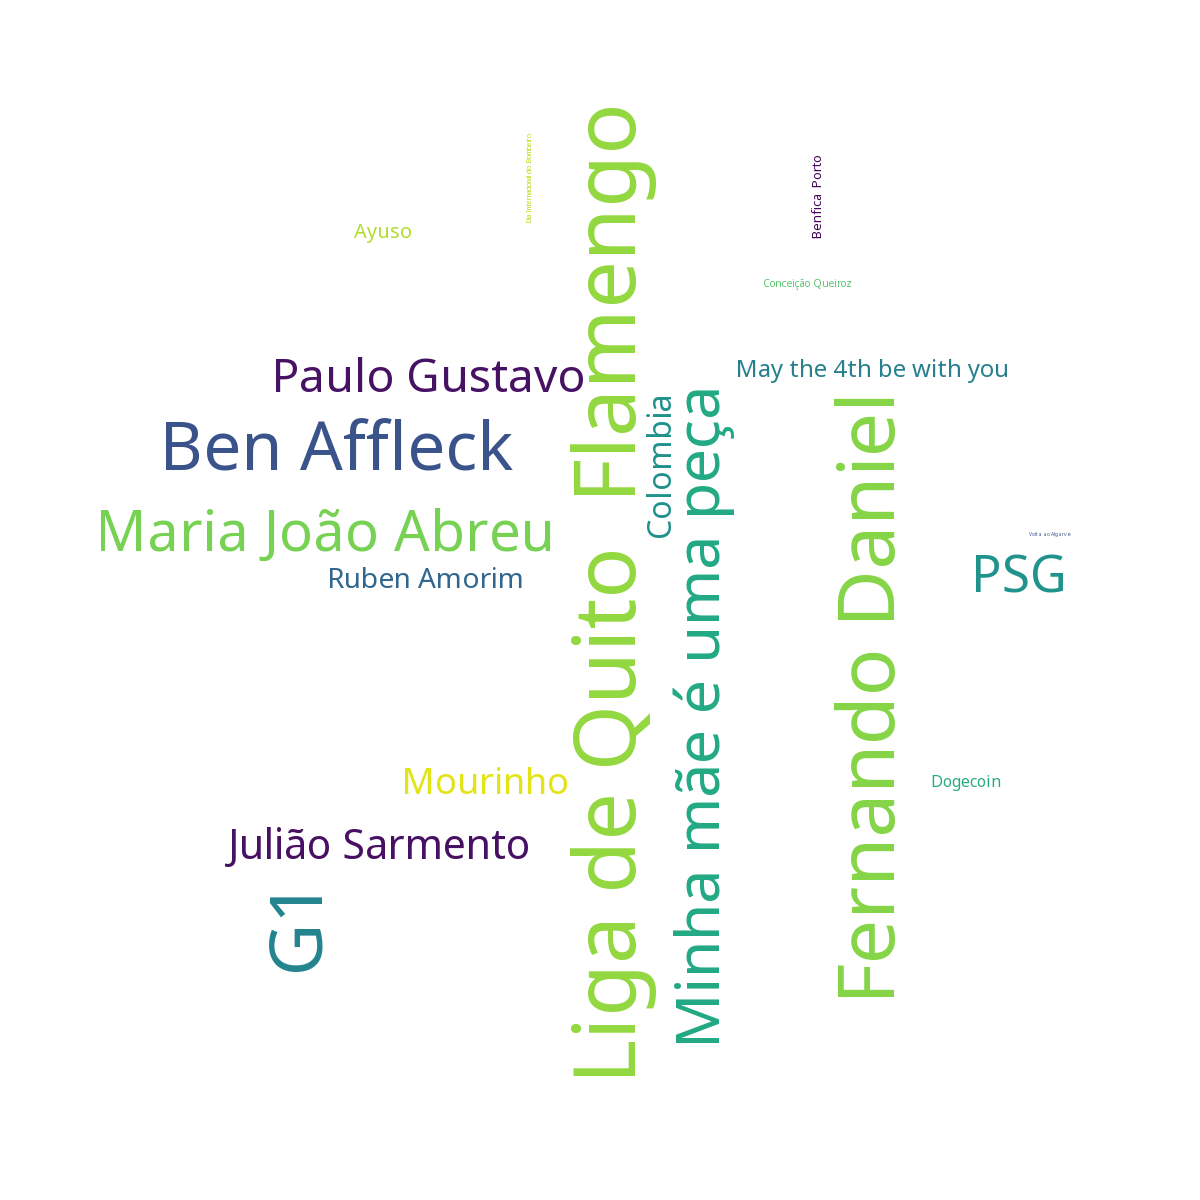 Dia Internacional do Bombeiro
Benfica Porto
Ayuso
Conceição Queiroz
Liga de Quito Flamengo
Paulo Gustavo
May the 4th be with you
Colombia
Minha mãe é uma peça
Fernando Daniel
Ben Affleck
Maria João Abreu
Volta ao Algarve
PSG
Ruben Amorim
Mourinho
Dogecoin
Julião Sarmento
G1